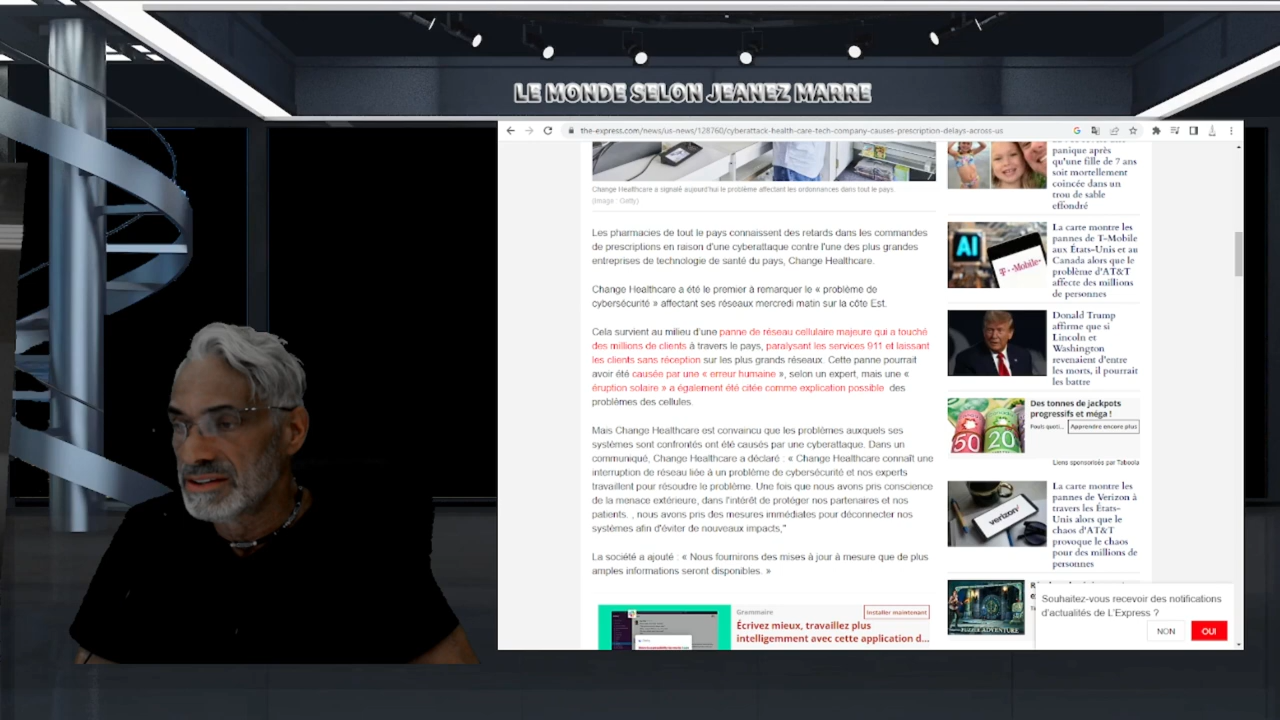 LE MONDE SELON JEANEZ MARRE
the-express.com/news/us-news/128760/cyberattack-health-care-tech-company-causes-prescription-delays-across-us
Change Healthcare a signalé aujourd'hui le problème affectant les ordonnances dans tout le pays
(Image : Getty)
Les pharmacies de tout le pays connaissent des retards dans les commandes
de prescriptions en raison d'une cyberattaque contre l'une des plus grandes
entreprises de technologie de santé du pays, Change Healthcare.
Change Healthcare a été le premier à remarquer le « problème de
cybersécurité » affectant ses réseaux mercredi matin sur la côte Est.
Cela survient au milieu d'une panne de réseau cellulaire majeure qui a touché
des millions de clients à travers le pays, paralysant les services 911 et laissant
les clients sans réception sur les plus grands réseaux. Cette panne pourrait
avoir été causée par une « erreur humaine », selon un expert, mais une «
éruption solaire » a également été citée comme explication possible des
problèmes des cellules.
Mais Change Healthcare est convaincu que les problèmes auxquels ses
systèmes sont confrontés ont été causés par une cyberattaque. Dans un
communiqué, Change Healthcare a déclaré : « Change Healthcare connaît une
interruption de réseau liée à un problème de cybersécurité et nos experts
travaillent pour résoudre le problème. Une fois que nous avons pris conscience
de la menace extérieure, dans l'intérêt de protéger nos partenaires et nos
patients. , nous avons pris des mesures immédiates pour déconnecter nos
systèmes afin d'éviter de nouveaux impacts,"
La société a ajouté : « Nous fournirons des mises à jour à mesure que de plus
amples informations seront disponibles. »
Grammaire
Installer maintenant
Écrivez mieux, travaillez plus
intelligemment avec cette application d...
panique après
qu'une fille de 7 ans
soit mortellement
coincée dans un
trou de sable
effondré
AI
T-Mobile
La carte montre les
pannes de T-Mobile
aux États-Unis et au
Canada alors que le
problème d'AT&T
affecte des millions
de personnes
Donald Trump
affirme que si
Lincoln et
Washington
revenaient d'entre
les morts, il pourrait
les battre
50
20
Des tonnes de jackpots
progressifs et méga !
Apprendre encore plus
Liens sponsorisés par Taboola
verizon
La carte montre les
pannes de Verizon à
travers les États-
Unis alors que le
chaos d'AT&T
provoque le chaos
pour des millions de
personnes
PUZZLE ADVENTURE
Souhaitez-vous recevoir des notifications
d'actualités de L'Express ?
NON
OUI